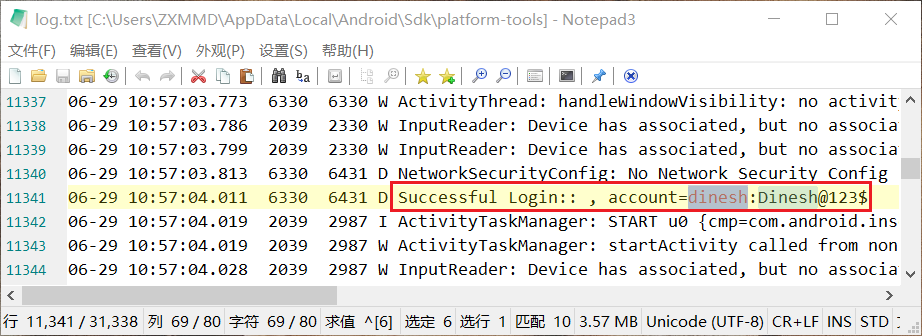 log.txt [C:\Users\ZXMMD\AppData\Local\Android\Sdk\platform-tools] - Notepad3
文件(F) 编辑(E) 查看(V) 外观(P) 设置(S) 帮助(H)
11337 06-29 10:57:03.773 6330 6330 W ActivityThread: handleWindowVisibility: no activit
11338 06-29 10:57:03.786 2039 2330 W InputReader: Device has associated, but no associa
11339 06-29 10:57:03.799 2039 2330 W InputReader: Device has associated, but no associa
11340 06-29 10:57:03.813 6330 6431 D NetworkSecurityConfig: No Network Security Config
11341 06-29 10:57:04.011 6330 6431 D Successful Login:: , account=dinesh:Dinesh@123$
11342 06-29 10:57:04.019 2039 2987 I ActivityTaskManager: START u0 {cmp=com.android.ins
11343 06-29 10:57:04.019 2039 2987 W ActivityTaskManager: startActivity called from non
11344 06-29 10:57:04.028 2039 2987 W InputReader: Device has associated, but no associa
行 11,341 / 31,338 列 69 / 80 字符 69 / 80 求值 ^[6] 选定 6 选行 1 匹配 10 3.57 MB Unicode (UTF-8) CR+LF INS STD